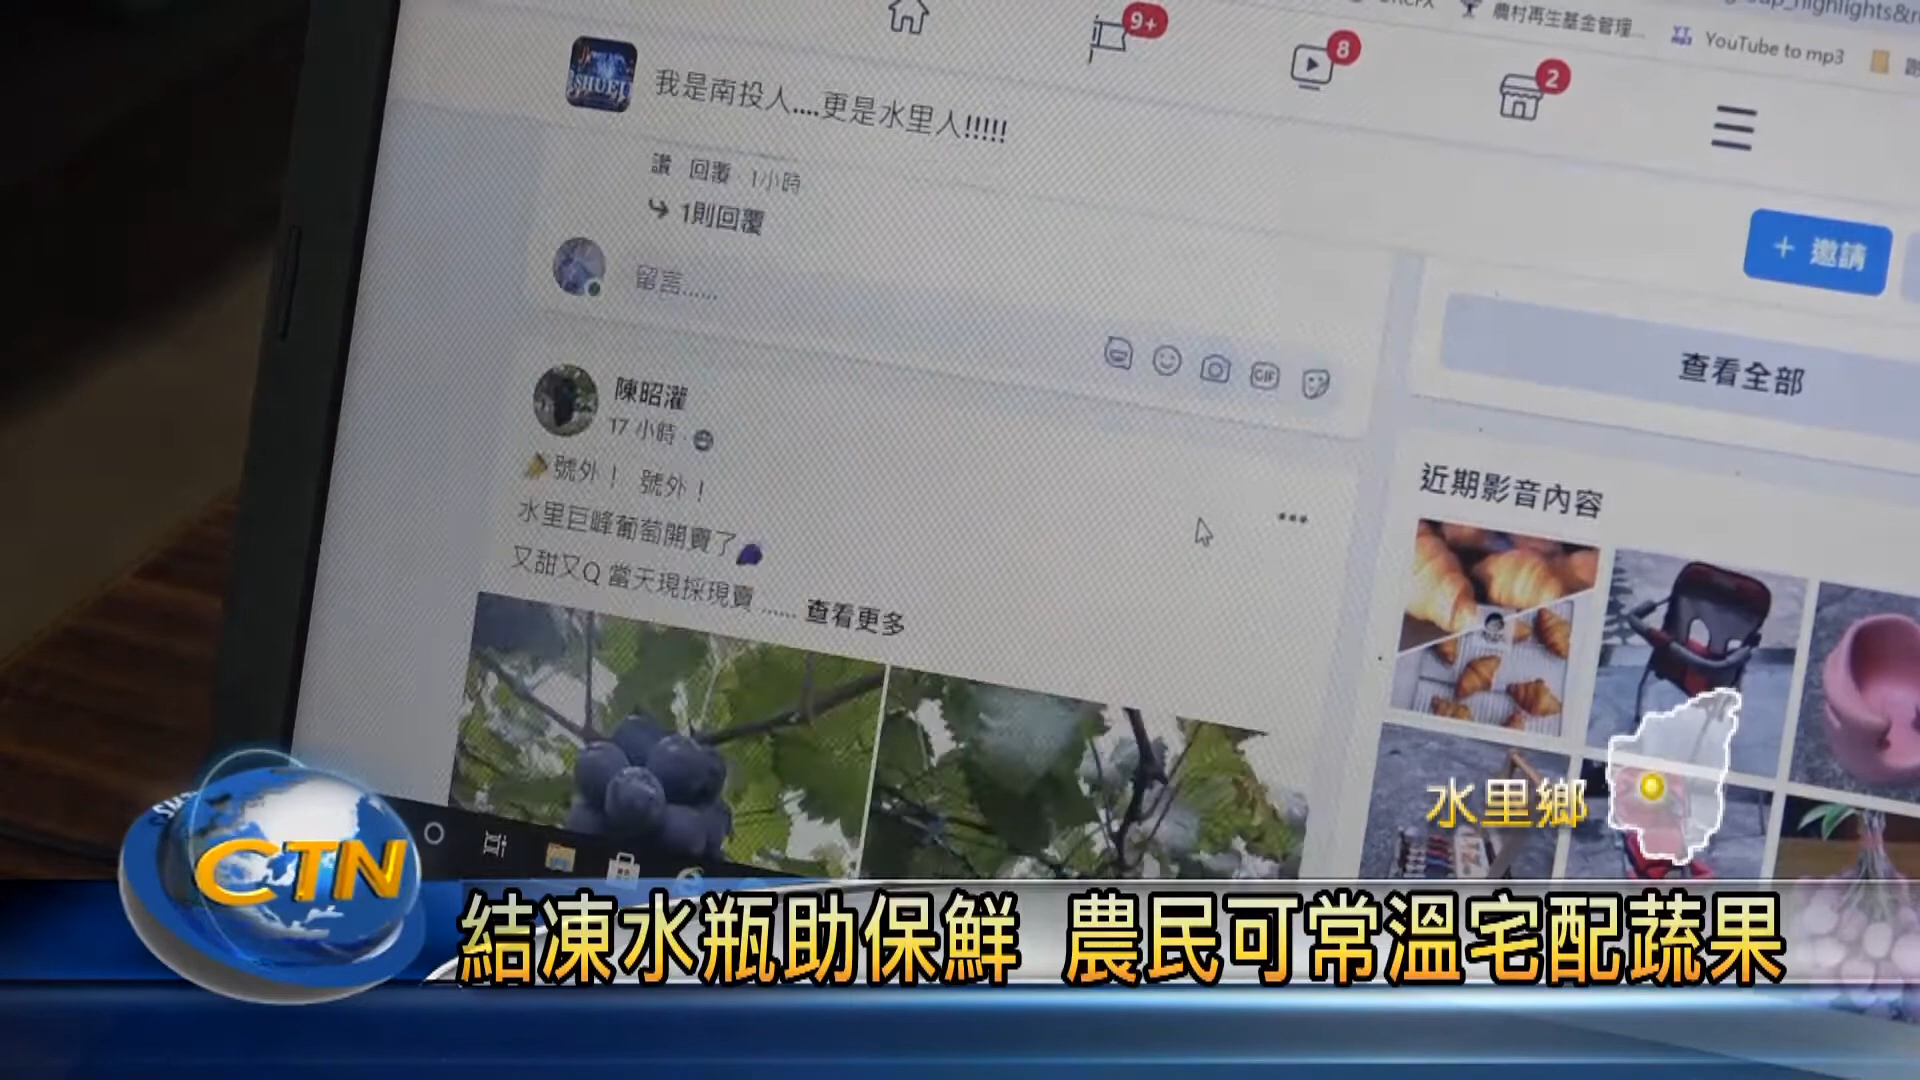 農村再生基金管理...
YouTube to mp3
9+
8
2
我是南投人....更是水里人!!!!!
讚 回覆 1小時
1則回覆
留言......
+ 邀請
查看全部
GIF
陳昭瀧
17 小時
號外！ 號外！
水里巨峰葡萄開賣了
又甜又Q 當天現採現賣 ...... 查看更多
近期影音內容
水里鄉
CTN
結凍水瓶助保鮮 農民可常溫宅配蔬果